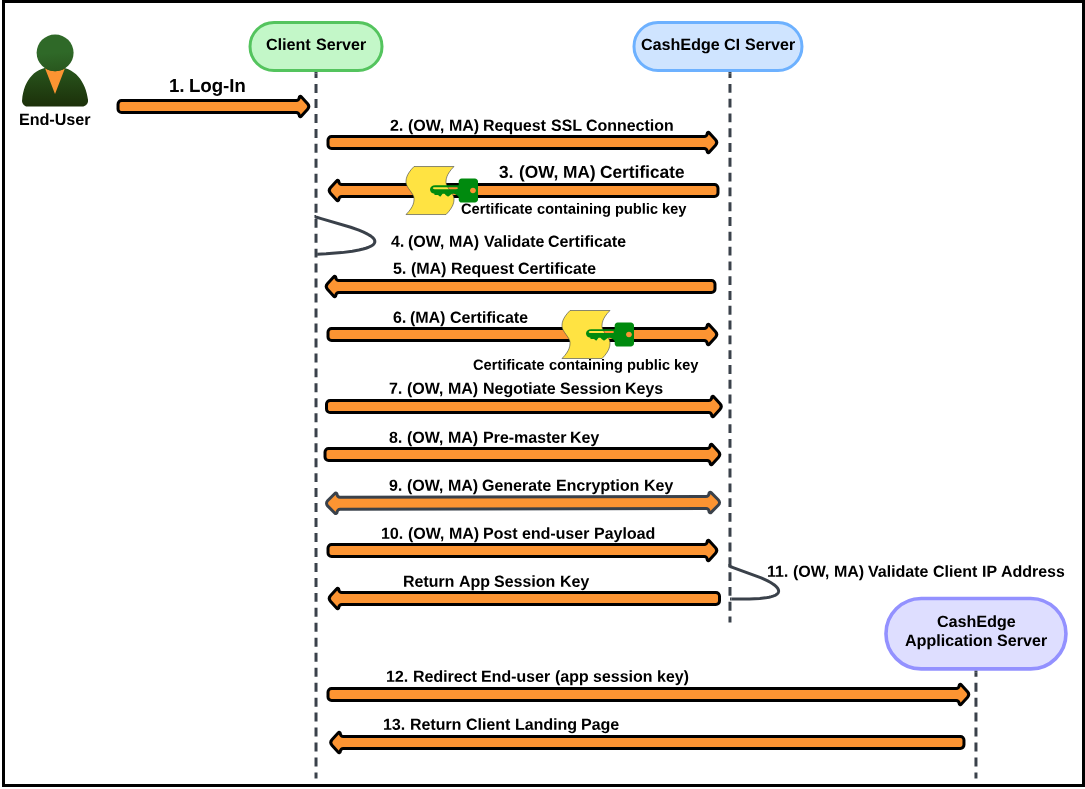 Client Server
CashEdge CI Server
1. Log-In
End-User
2. (OW, MA) Request SSL Connection
3. (OW, MA) Certificate
Certificate containing public key
4. (OW, MA) Validate Certificate
5. (MA) Request Certificate
6. (MA) Certificate
Certificate containing public key
7. (OW, MA) Negotiate Session Keys
8. (OW, MA) Pre-master Key
9. (OW, MA) Generate Encryption Key
10. (OW, MA) Post end-user Payload
11. (OW, MA) Validate Client IP Address
Return App Session Key
CashEdge
Application Server
12. Redirect End-user (app session key)
13. Return Client Landing Page